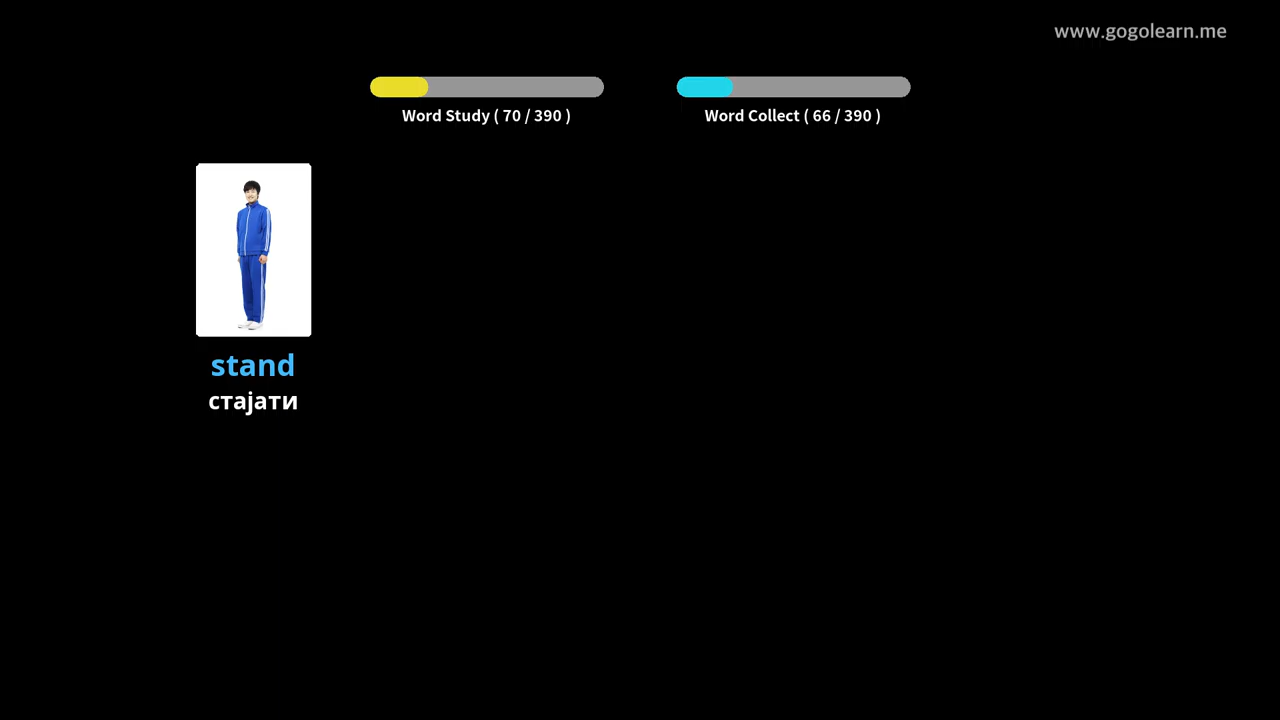 www.gogolearn.me
Word Study ( 70 / 390 )
Word Collect ( 66 / 390 )
stand
стајати